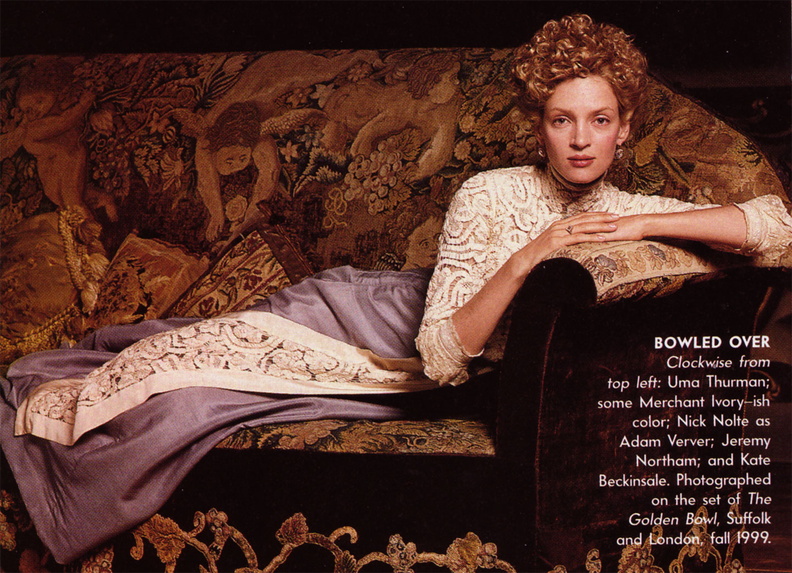 BOWLED OVER
Clockwise from
top left: Uma Thurman;
some Merchant Ivory–ish
color; Nick Nolte as
Adam Verver; Jeremy
Northam; and Kate
Beckinsale. Photographed
on the set of The
Golden Bowl, Suffolk
and London, fall 1999.